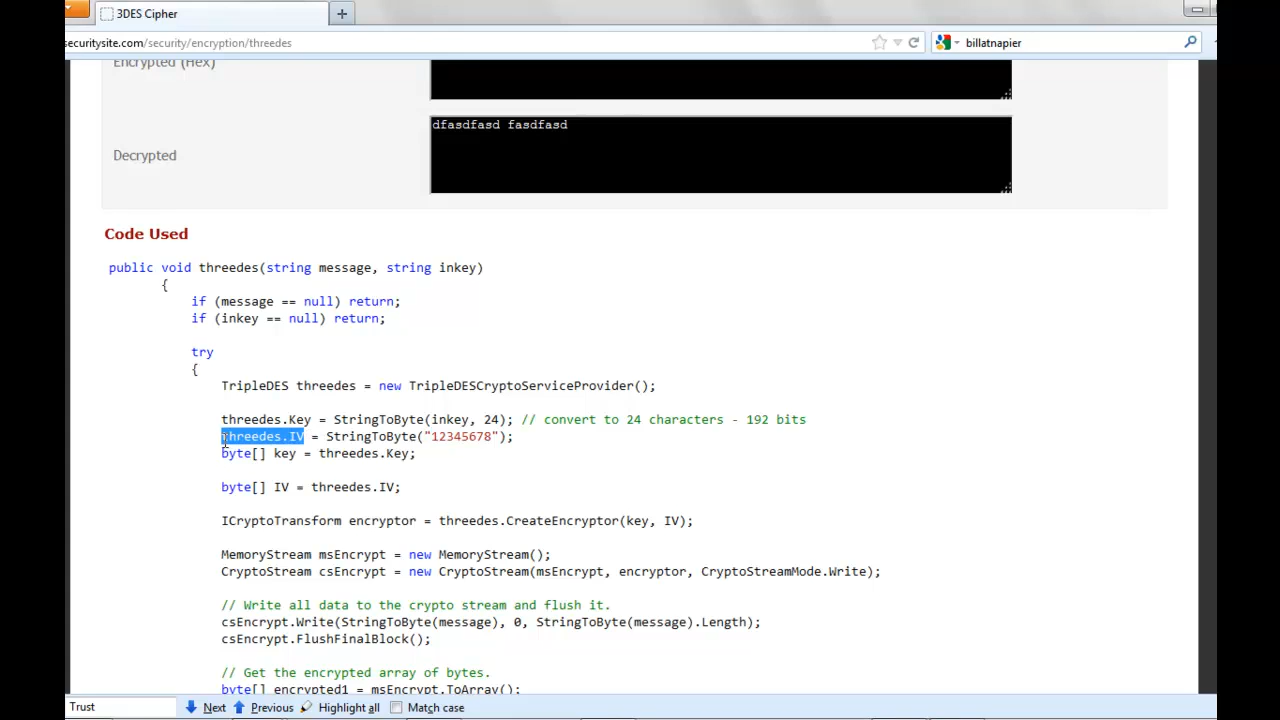 3DES Cipher
securitysite.com/security/encryption/threedes
billatnapier
Encrypted (Hex)
dfasdfasd fasdfasd
Decrypted
Code Used
public void threedes(string message, string inkey)
{
if (message == null) return;
if (inkey == null) return;
try
{
TripleDES threedes = new TripleDESCryptoServiceProvider();
threedes.Key = StringToByte(inkey, 24); // convert to 24 characters - 192 bits
threedes.IV = StringToByte("12345678");
byte[] key = threedes.Key;
byte[] IV = threedes.IV;
ICryptoTransform encryptor = threedes.CreateEncryptor(key, IV);
MemoryStream msEncrypt = new MemoryStream();
CryptoStream csEncrypt = new CryptoStream(msEncrypt, encryptor, CryptoStreamMode.Write);
// Write all data to the crypto stream and flush it.
csEncrypt.Write(StringToByte(message), 0, StringToByte(message).Length);
csEncrypt.FlushFinalBlock();
// Get the encrypted array of bytes.
byte[] encrypted1 = msEncrypt.ToArray();
Trust Next Previous Highlight all Match case